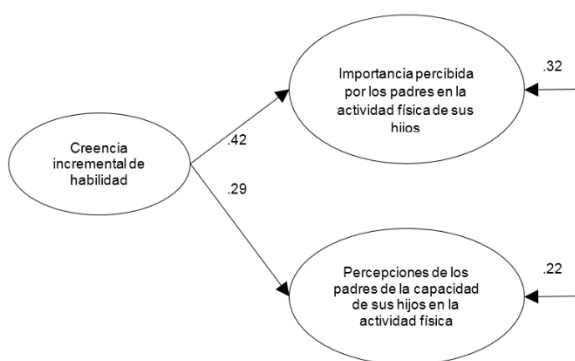 Importancia percibida
por los padres en la
actividad física de sus
hijos
.32
.42
Creencia
incremental de
habilidad
.29
Percepciones de los
padres de la capacidad
de sus hijos en la
actividad física
.22